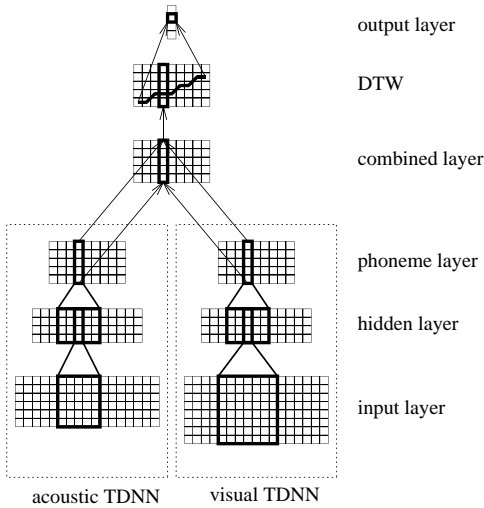 output layer
DTW
combined layer
phoneme layer
hidden layer
input layer
acoustic TDNN
visual TDNN